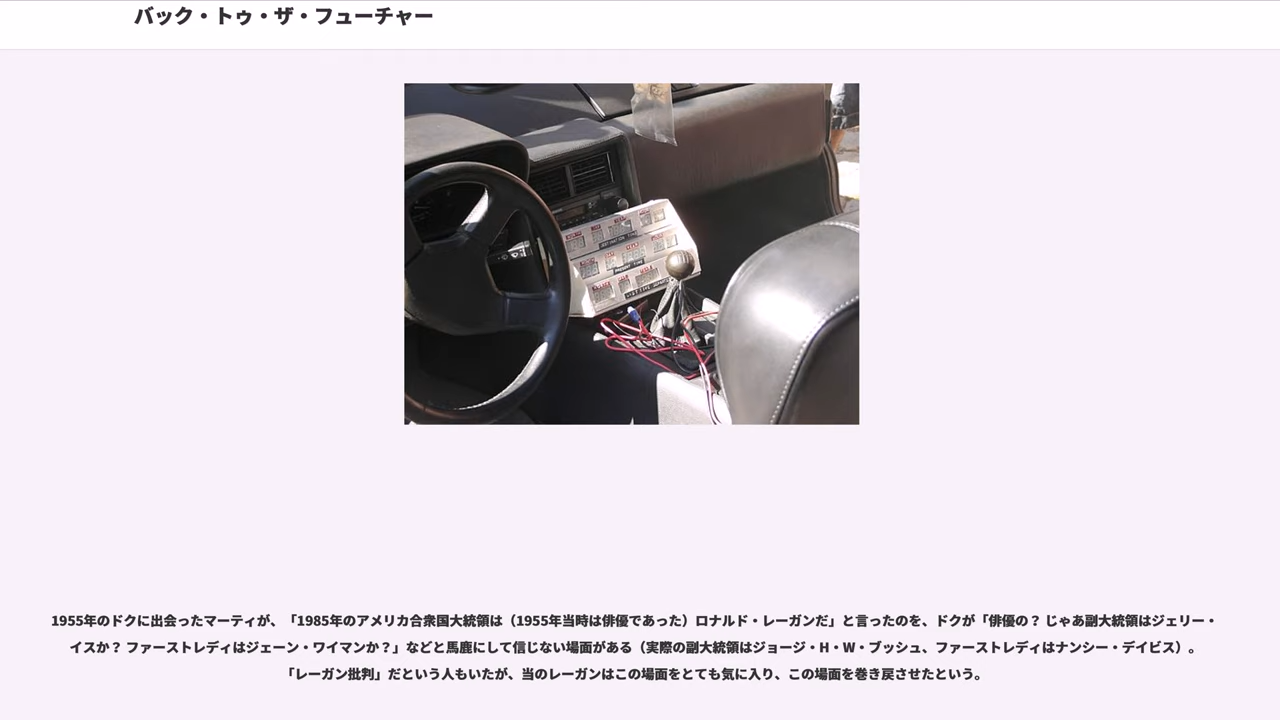 バック・トゥ・ザ・フューチャー
PRESENT TIME
1955年のドクに出会ったマーティが、「1985年のアメリカ合衆国大統領は（1955年当時は俳優であった）ロナルド・レーガンだ」と言ったのを、ドクが「俳優の？ じゃあ副大統領はジェリー・
イスか？ ファーストレディはジェーン・ワイマンか？」などと馬鹿にして信じない場面がある（実際の副大統領はジョージ・H・W・ブッシュ、ファーストレディはナンシー・デイビス）。
「レーガン批判」だという人もいたが、当のレーガンはこの場面をとても気に入り、この場面を巻き戻させたという。